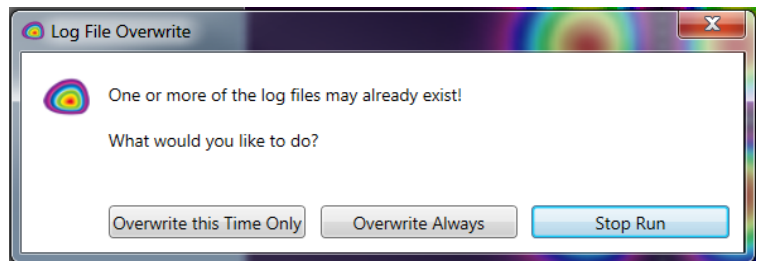 Log File Overwrite
One or more of the log files may already exist!
What would you like to do?
Overwrite this Time Only Overwrite Always Stop Run